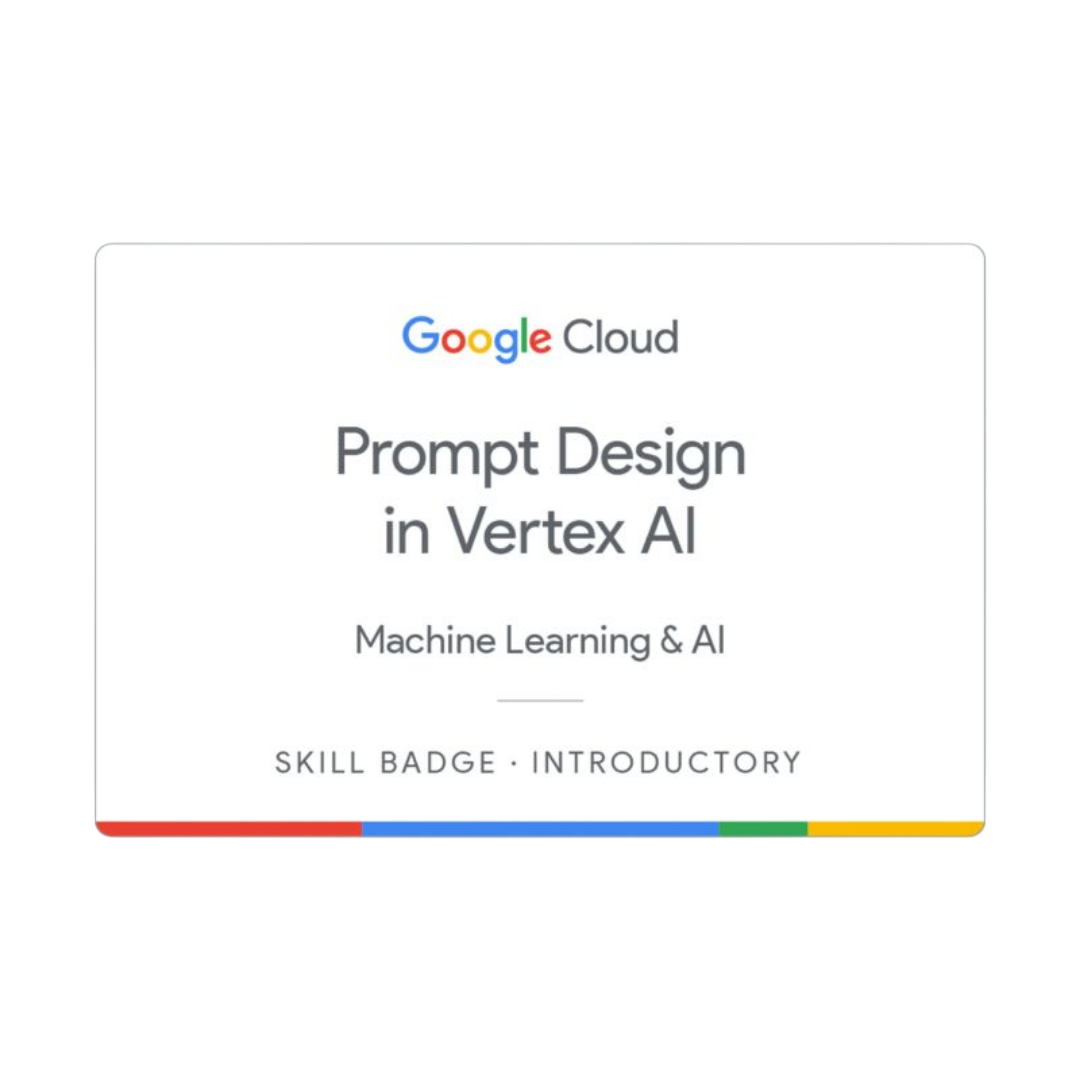 Google Cloud
Prompt Design
in Vertex AI
Machine Learning & AI
SKILL BADGE · INTRODUCTORY